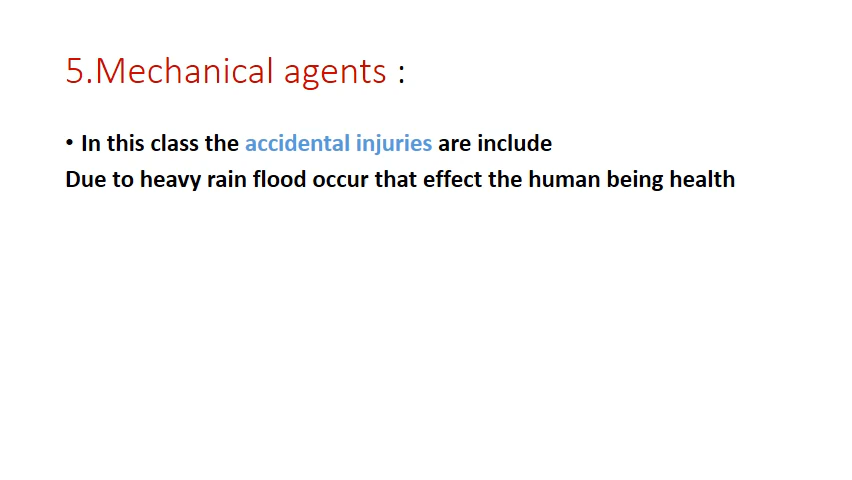 5.Mechanical agents :
• In this class the accidental injuries are include
Due to heavy rain flood occur that effect the human being health